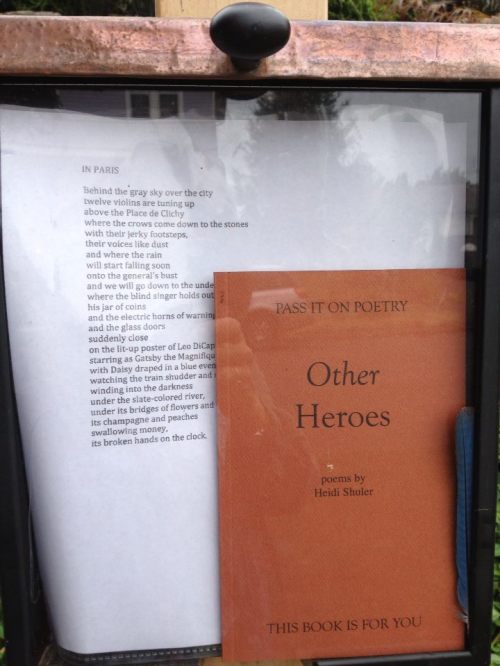 IN PARIS
Behind the gray sky over the city
twelve violins are tuning up
above the Place de Clichy
where the crows come down to the stones
with their jerky footsteps,
their voices like dust
and where the rain
will start falling soon
onto the general's bust
and we will go down to the unde
where the blind singer holds out
his jar of coins
and the electric horns of warning
and the glass doors
suddenly close
on the lit-up poster of Leo DiCap
starring as Gatsby the Magnifiqu
with Daisy draped in a blue even
watching the train shudder and
winding into the darkness
under the slate-colored river,
under its bridges of flowers and
its champagne and peaches
swallowing money,
its broken hands on the clock.
PASS IT ON POETRY
Other
Heroes
poems by
Heidi Shuler
THIS BOOK IS FOR YOU